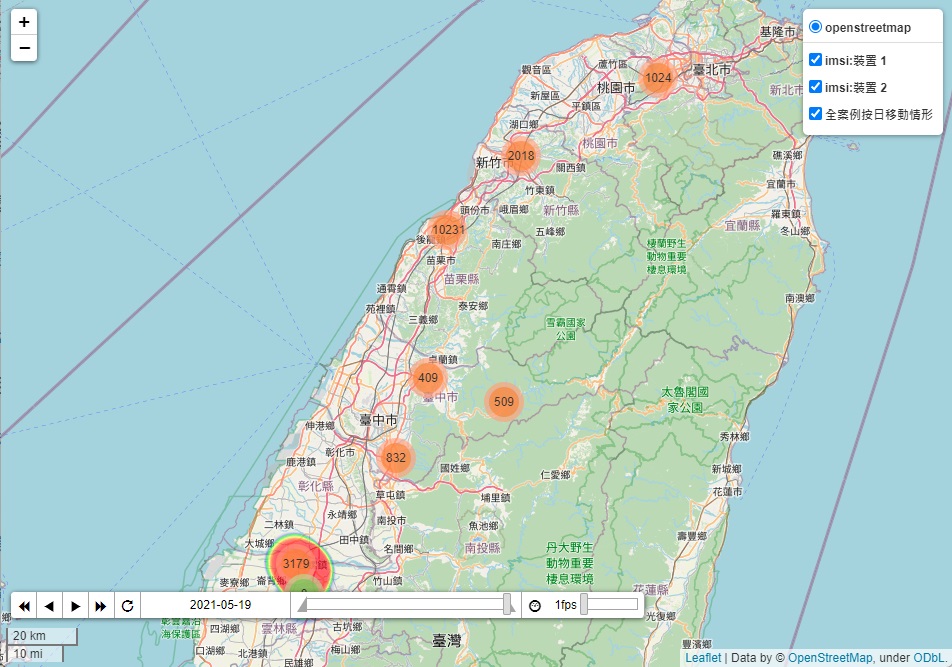 +
−
openstreetmap
imsi:裝置 1
imsi:裝置 2
全案例按日移動情形
基隆市
臺北市
新北
蘆竹區
觀音區
桃園市
1024
新屋區
平鎮區
湖口鄉
桃園市
新竹
2018
關西鎮
礁溪鄉
竹東鎮
宜蘭市
頭份市
峨眉鄉
新竹縣
羅東鎮
宜蘭縣
冬山鄉
10231
五峰鄉
南庄鄉
棲蘭野生
動物重要
棲息環境
苗栗市
苗栗縣
通霄鎮
南澳鄉
苑裡鎮
泰安鄉
三義鄉
雪霸國家
公園
卓蘭鎮
409
臺中市
509
太魯閣國
家公園
臺中市
伸港鄉
秀林鄉
彰化市
832
鹿港鎮
國姓鄉
仁愛鄉
新城鄉
彰化縣
草屯鎮
埔里鎮
花蓮市
永靖鄉
南投市
二林鎮
魚池鄉
壽豐鄉
大城鄉
田中鎮
名間鄉
南投縣
丹大野生
動物重要
棲息環境
3179
麥寮鄉
竹山鎮
花蓮縣
2021-05-19
1fps
光復鄉
海保護區
四湖鄉
雲林縣
古坑鄉
臺灣
20 km
10 mi
口湖鄉
北港鎮
民雄鄉
梅山鄉
豐濱鄉
Leaflet | Data by © OpenStreetMap, under ODbL.